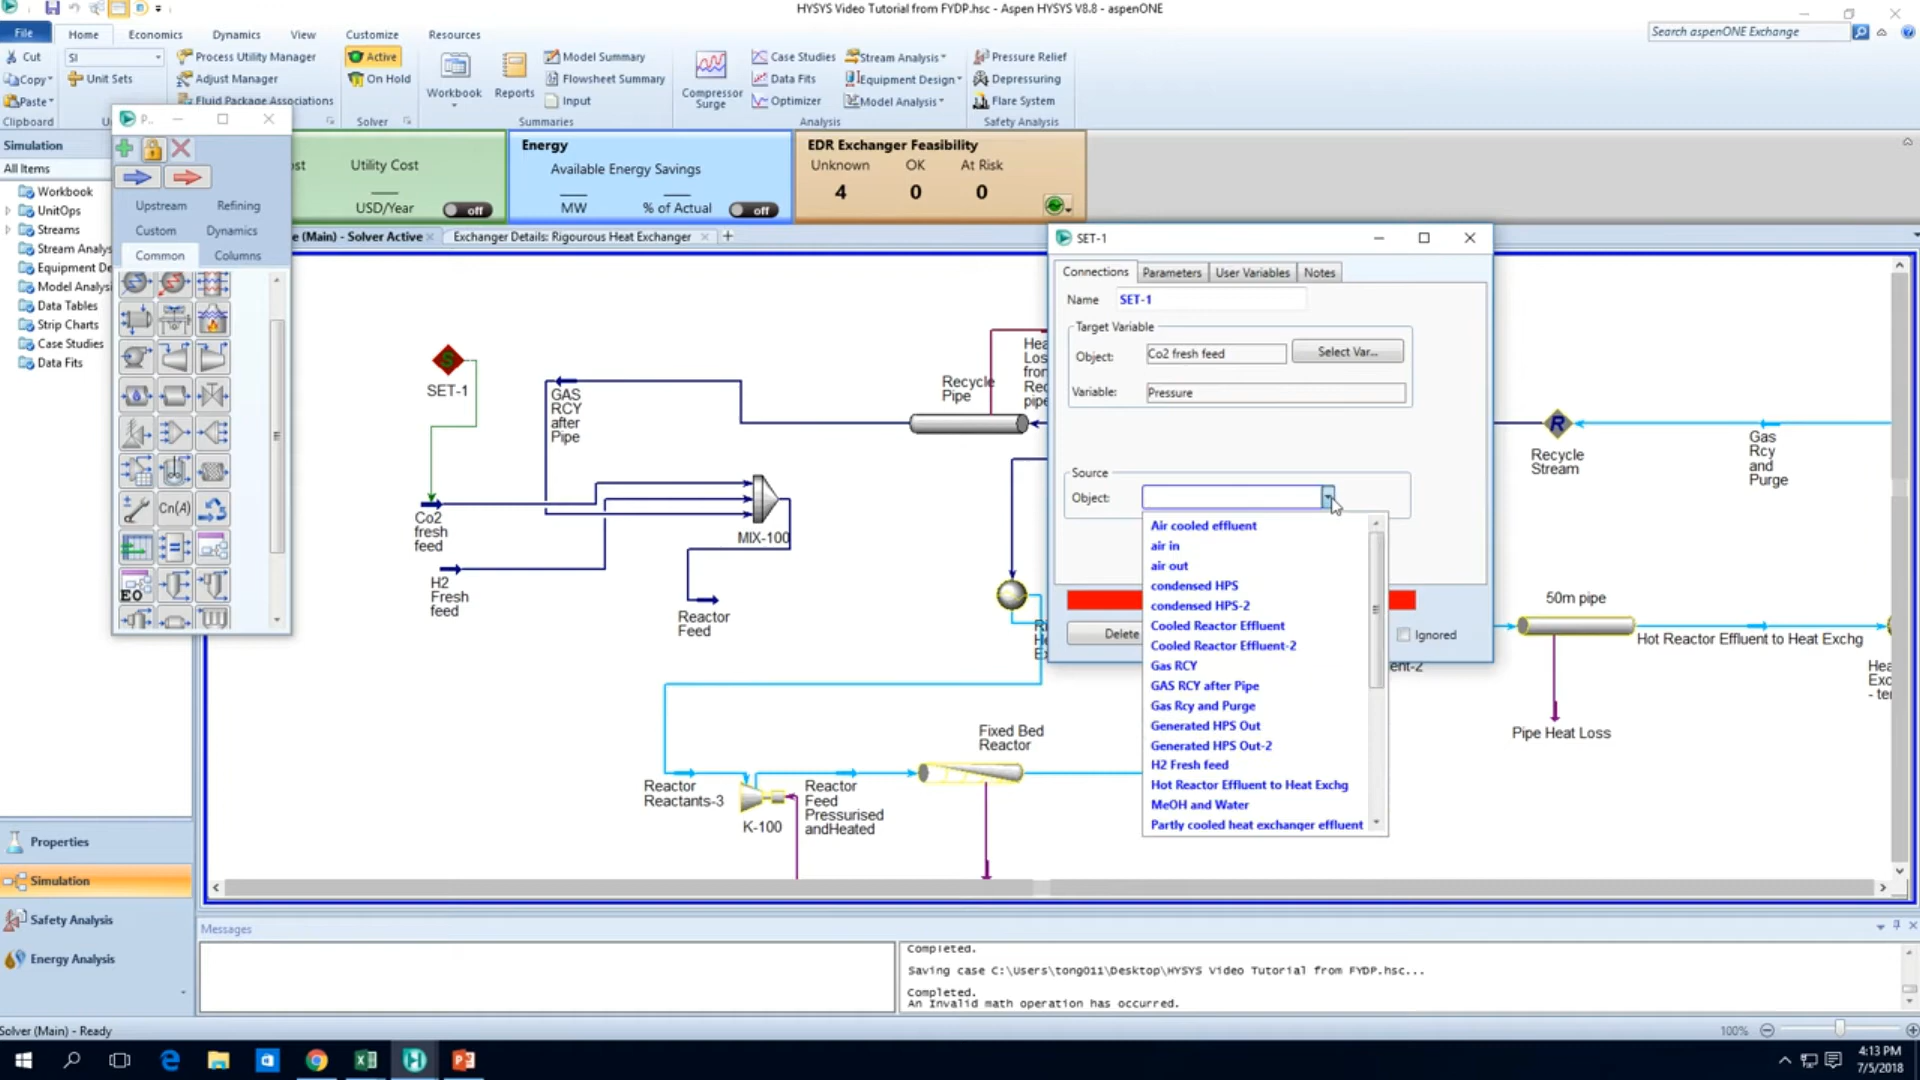 HYSYS Video Tutorial from FYDP.hsc - Aspen HYSYS V8.8 - aspenONE
File
Home
Economics
Dynamics
View
Customize
Resources
Search aspenONE Exchange
Cut
SI
Process Utility Manager
Active
Model Summary
Case Studies
Stream Analysis
Pressure Relief
Copy
Unit Sets
Adjust Manager
On Hold
Workbook
Reports
Flowsheet Summary
Compressor
Surge
Data Fits
Equipment Design
Depressuring
Paste
Fluid Package Associations
Input
Optimizer
Model Analysis
Flare System
Clipboard
U
Solver
Summaries
Analysis
Safety Analysis
P..
Simulation
All Items
Workbook
UnitOps
Streams
Stream Analys
Equipment De
Model Analysi
Data Tables
Strip Charts
Case Studies
Data Fits
Upstream
Refining
Custom
Dynamics
Common
Columns
Cn(A)
EO
ost
Utility Cost
USD/Year
off
Energy
Available Energy Savings
MW
% of Actual
off
EDR Exchanger Feasibility
Unknown
OK
At Risk
4
0
0
e (Main) - Solver Active
Exchanger Details: Rigourous Heat Exchanger
S
SET-1
GAS
RCY
after
Pipe
Recycle
Pipe
Hea
Los
from
Rec
pipe
Co2
fresh
feed
MIX-100
H2
Fresh
feed
Reactor
Feed
R
Recycle
Stream
Gas
Rcy
and
Purge
50m pipe
Hot Reactor Effluent to Heat Exchg
Pipe Heat Loss
Hea
Exc
- te
ent-2
Fixed Bed
Reactor
Reactor
Reactants-3
K-100
Reactor
Feed
Pressurised
andHeated
SET-1
Connections
Parameters
User Variables
Notes
Name
SET-1
Target Variable
Object:
Co2 fresh feed
Select Var...
Variable:
Pressure
Source
Object:
Air cooled effluent
air in
air out
condensed HPS
condensed HPS-2
Cooled Reactor Effluent
Cooled Reactor Effluent-2
Gas RCY
GAS RCY after Pipe
Gas Rcy and Purge
Generated HPS Out
Generated HPS Out-2
H2 Fresh feed
Hot Reactor Effluent to Heat Exchg
MeOH and Water
Partly cooled heat exchanger effluent
Delete
Ignored
Properties
Simulation
Safety Analysis
Energy Analysis
Messages
Completed.
Saving case C:\Users\tong011\Desktop\HYSYS Video Tutorial from FYDP.hsc...
Completed.
An Invalid math operation has occurred.
Solver (Main) - Ready
100%
4:13 PM
7/5/2018